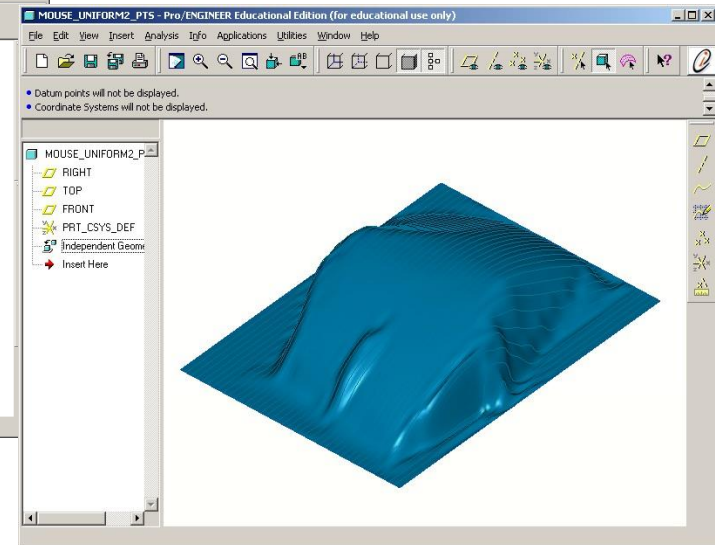 MOUSE_UNIFORM2_PTS - Pro/ENGINEER Educational Edition (for educational use only)
File Edit View Insert Analysis Info Applications Utilities Window Help
Datum points will not be displayed.
Coordinate Systems will not be displayed.
MOUSE_UNIFORM2_P
RIGHT
TOP
FRONT
PRT_CSYS_DEF
Independent Geome
Insert Here